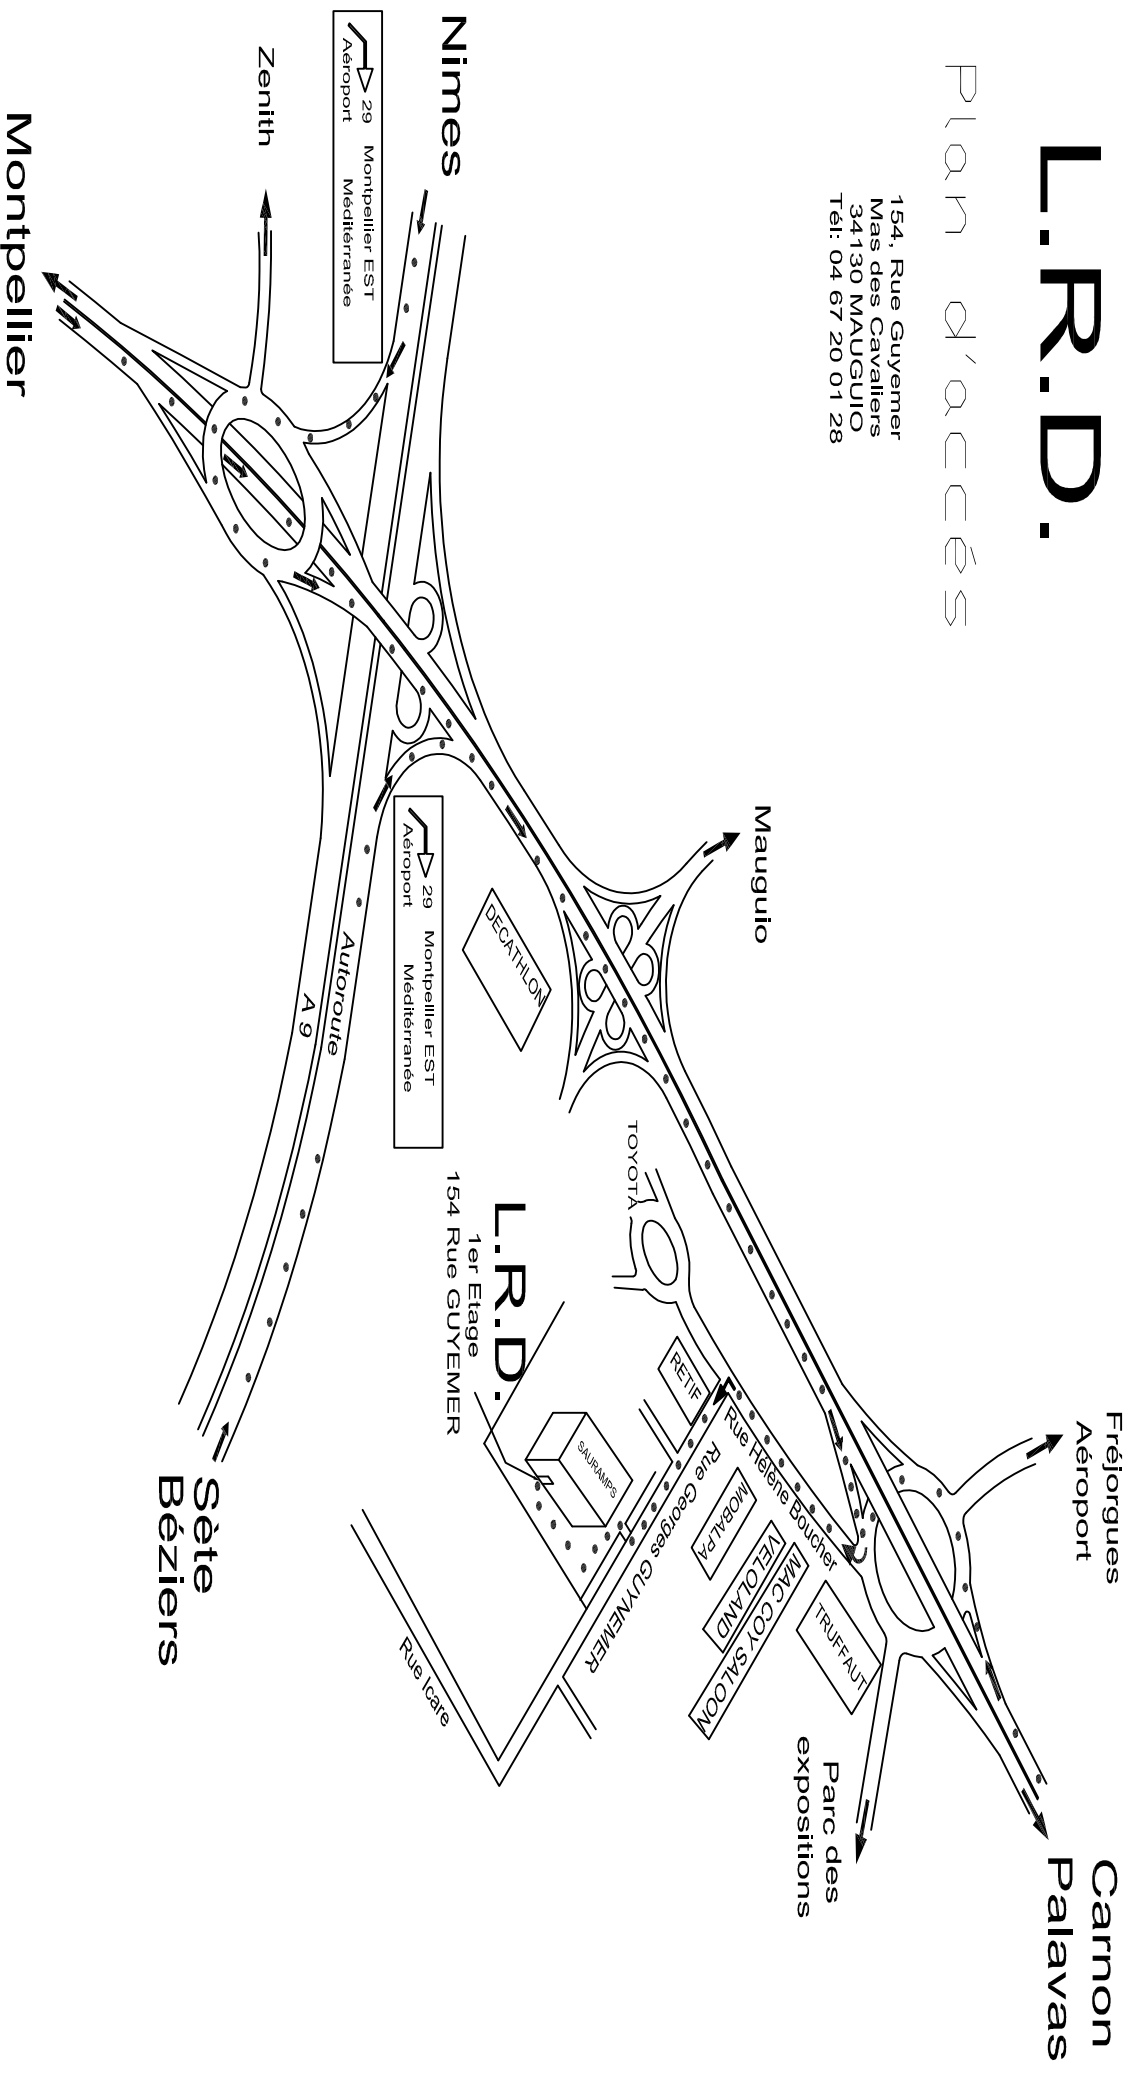 L.R.D.
Plan d'accés
154, Rue Guyemer
Mas des Cavaliers
34130 MAUGUIO
Tél: 04 67 20 01 28
Nimes
29 Montpellier EST
Aéroport Méditérranée
Zenith
Montpellier
Mauguio
29 Montpellier EST
Aéroport Méditérranée
DECATHLON
Autoroute
A 9
TOYOTA
L.R.D.
1er Etage
154 Rue GUYEMER
RETIF
SAURAMPS
Rue Hélène Boucher
Rue Georges GUYNEMER
MOBALPA
VELOLAND
MAC COY SALOON
TRUFFAUT
Rue Icare
Sète
Béziers
Fréjorgues
Aéroport
Parc des
expositions
Carnon
Palavas